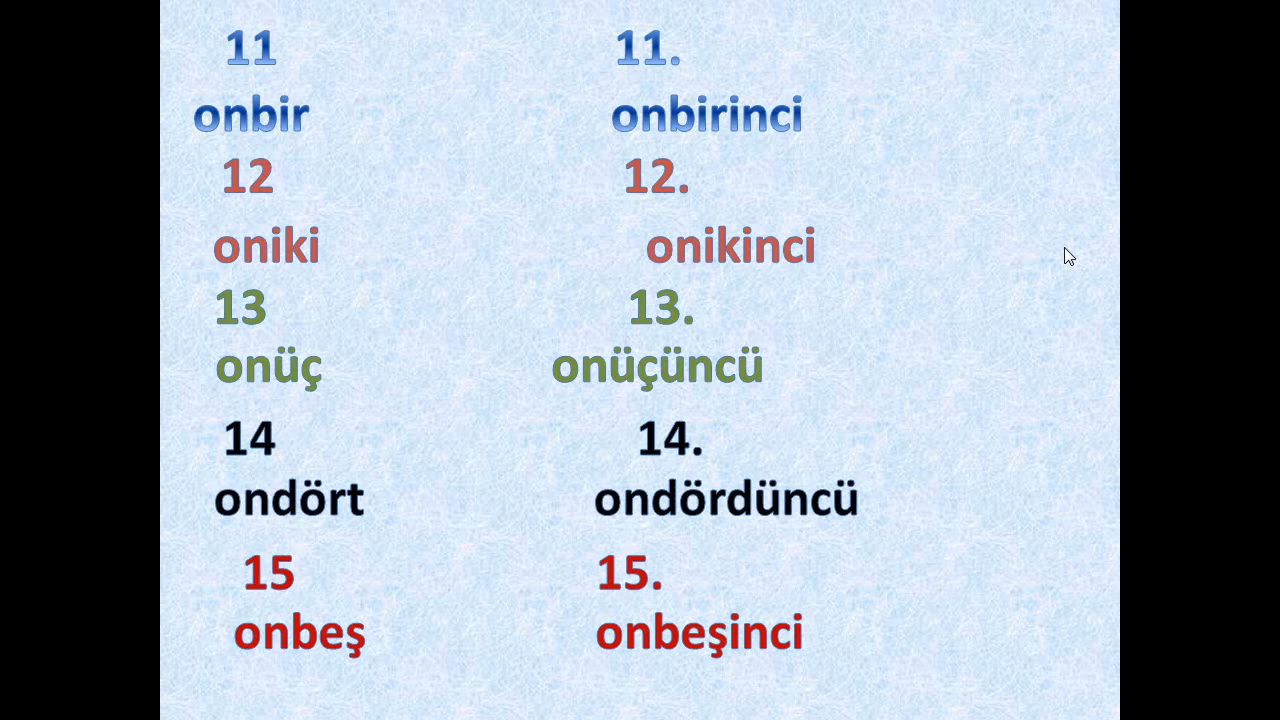 11 11.
onbir onbirinci
12 12.
oniki onikinci
13 13.
onüç onüçüncü
14 14.
ondört ondördüncü
15 15.
onbeş onbeşinci